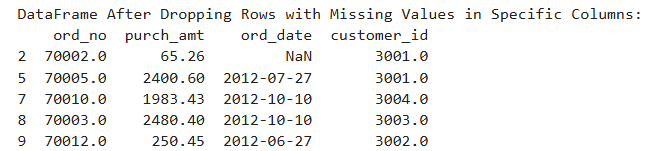 DataFrame After Dropping Rows with Missing Values in Specific Columns:
ord_no purch_amt ord_date customer_id
2 70002.0 65.26 NaN 3001.0
5 70005.0 2400.60 2012-07-27 3001.0
7 70010.0 1983.43 2012-10-10 3004.0
8 70003.0 2480.40 2012-10-10 3003.0
9 70012.0 250.45 2012-06-27 3002.0